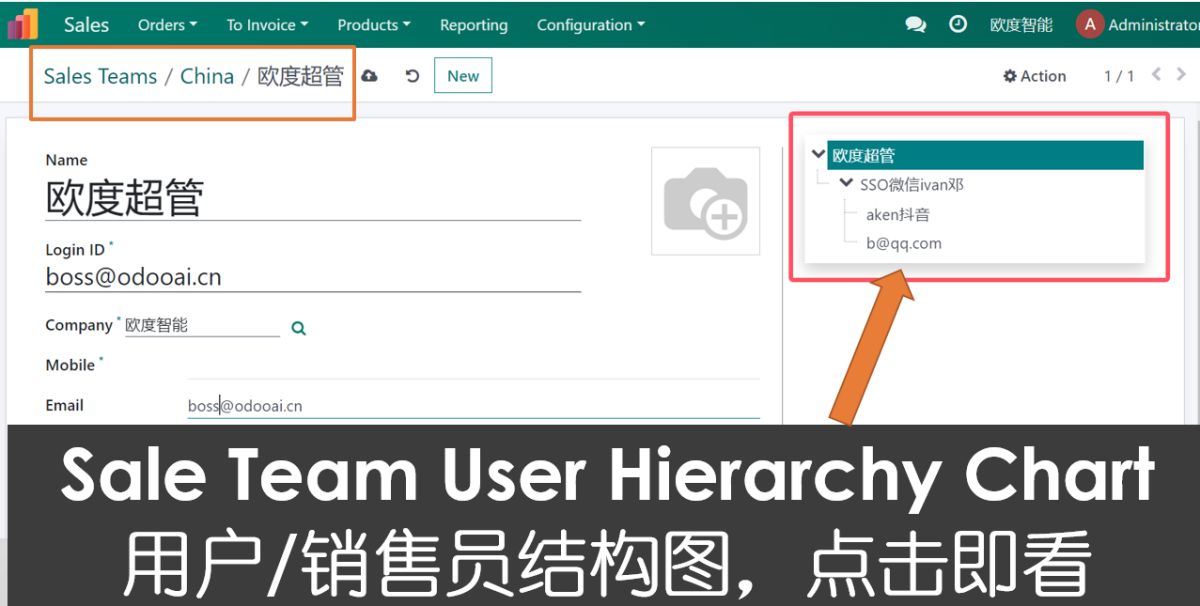 Sales Orders To Invoice Products Reporting Configuration 欧度智能 A Administrator
Sales Teams / China / 欧度超管 New Action 1 / 1
Name
欧度超管
Login ID *
boss@odooai.cn
Company * 欧度智能
Mobile *
Email boss@odooai.cn
欧度超管
SSO微信ivan邓
aken抖音
b@qq.com
Sale Team User Hierarchy Chart
用户/销售员结构图，点击即看